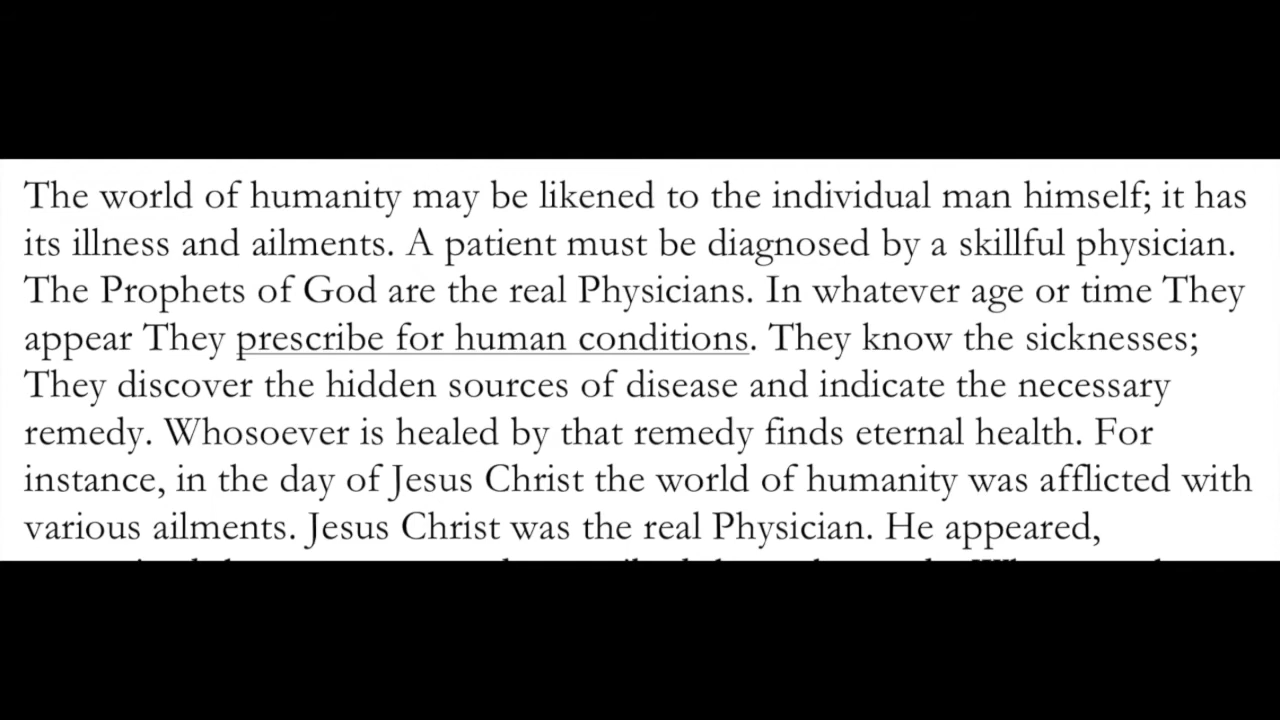 The world of humanity may be likened to the individual man himself; it has
its illness and ailments. A patient must be diagnosed by a skillful physician.
The Prophets of God are the real Physicians. In whatever age or time They
appear They prescribe for human conditions. They know the sicknesses;
They discover the hidden sources of disease and indicate the necessary
remedy. Whosoever is healed by that remedy finds eternal health. For
instance, in the day of Jesus Christ the world of humanity was afflicted with
various ailments. Jesus Christ was the real Physician. He appeared,